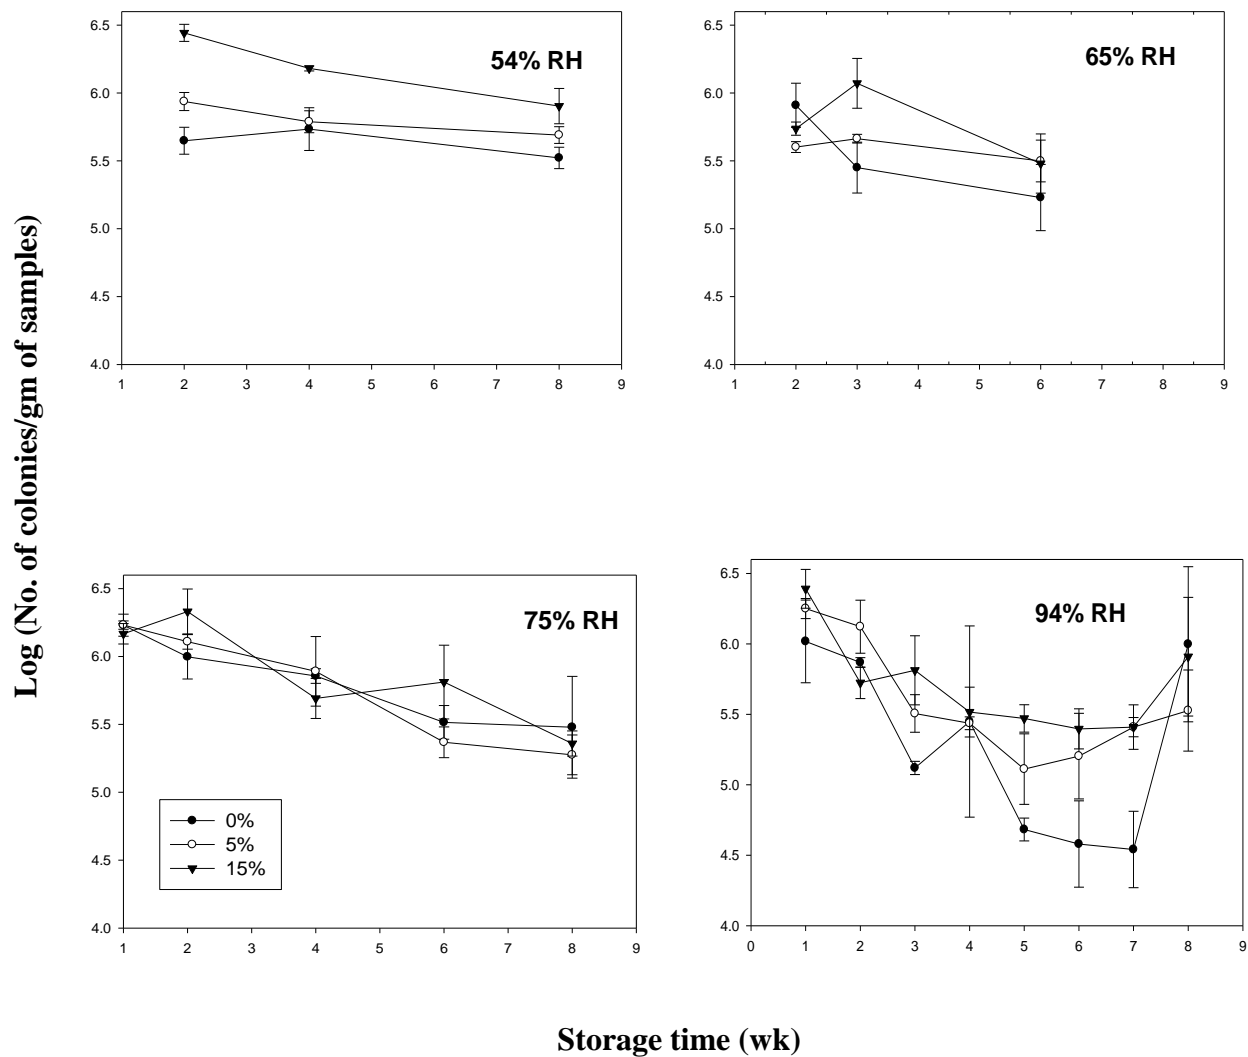 Log (No. of colonies/gm of samples)
54% RH
6.5
6.0
5.5
5.0
4.5
4.0
1 2 3 4 5 6 7 8 9
65% RH
6.5
6.0
5.5
5.0
4.5
4.0
1 2 3 4 5 6 7 8 9
75% RH
6.5
6.0
5.5
5.0
4.5
4.0
0%
5%
15%
1 2 3 4 5 6 7 8 9
94% RH
6.5
6.0
5.5
5.0
4.5
4.0
0 1 2 3 4 5 6 7 8 9
Storage time (wk)